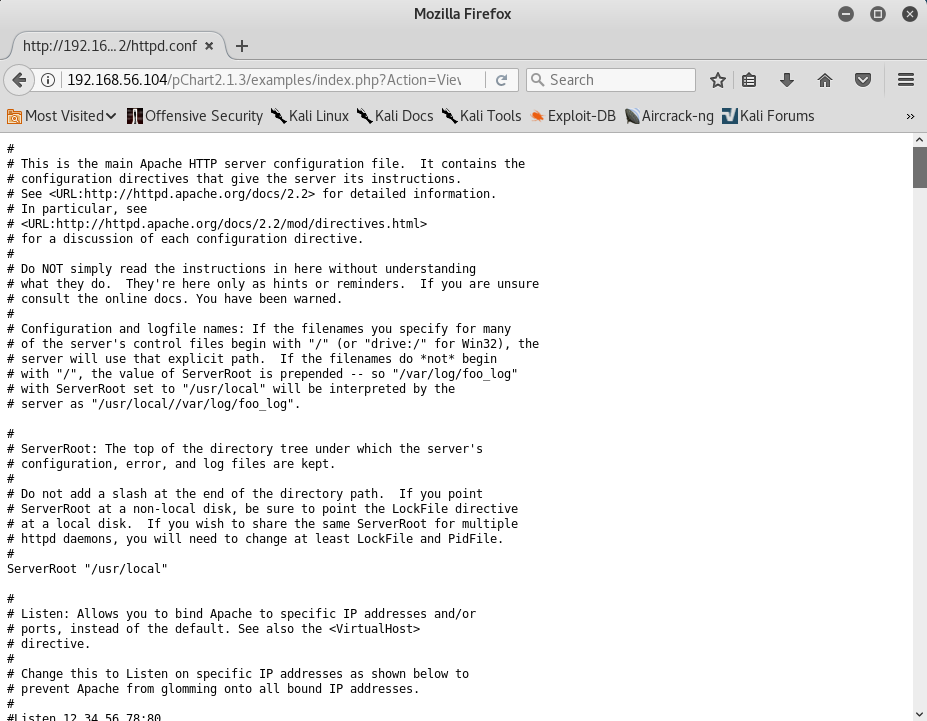 Mozilla Firefox
http://192.16...2/httpd.conf
192.168.56.104/pChart2.1.3/examples/index.php?Action=View
Search
Most Visited Offensive Security Kali Linux Kali Docs Kali Tools Exploit-DB Aircrack-ng Kali Forums
#
# This is the main Apache HTTP server configuration file.  It contains the
# configuration directives that give the server its instructions.
# See <URL:http://httpd.apache.org/docs/2.2> for detailed information.
# In particular, see
# <URL:http://httpd.apache.org/docs/2.2/mod/directives.html>
# for a discussion of each configuration directive.
#
# Do NOT simply read the instructions in here without understanding
# what they do.  They're here only as hints or reminders.  If you are unsure
# consult the online docs. You have been warned.
#
# Configuration and logfile names: If the filenames you specify for many
# of the server's control files begin with "/" (or "drive:/" for Win32), the
# server will use that explicit path.  If the filenames do *not* begin
# with "/", the value of ServerRoot is prepended -- so "/var/log/foo_log"
# with ServerRoot set to "/usr/local" will be interpreted by the
# server as "/usr/local//var/log/foo_log".
#
# ServerRoot: The top of the directory tree under which the server's
# configuration, error, and log files are kept.
#
# Do not add a slash at the end of the directory path.  If you point
# ServerRoot at a non-local disk, be sure to point the LockFile directive
# at a local disk.  If you wish to share the same ServerRoot for multiple
# httpd daemons, you will need to change at least LockFile and PidFile.
#
ServerRoot "/usr/local"
#
# Listen: Allows you to bind Apache to specific IP addresses and/or
# ports, instead of the default. See also the <VirtualHost>
# directive.
#
# Change this to Listen on specific IP addresses as shown below to
# prevent Apache from glomming onto all bound IP addresses.
#
#Listen 12.34.56.78:80